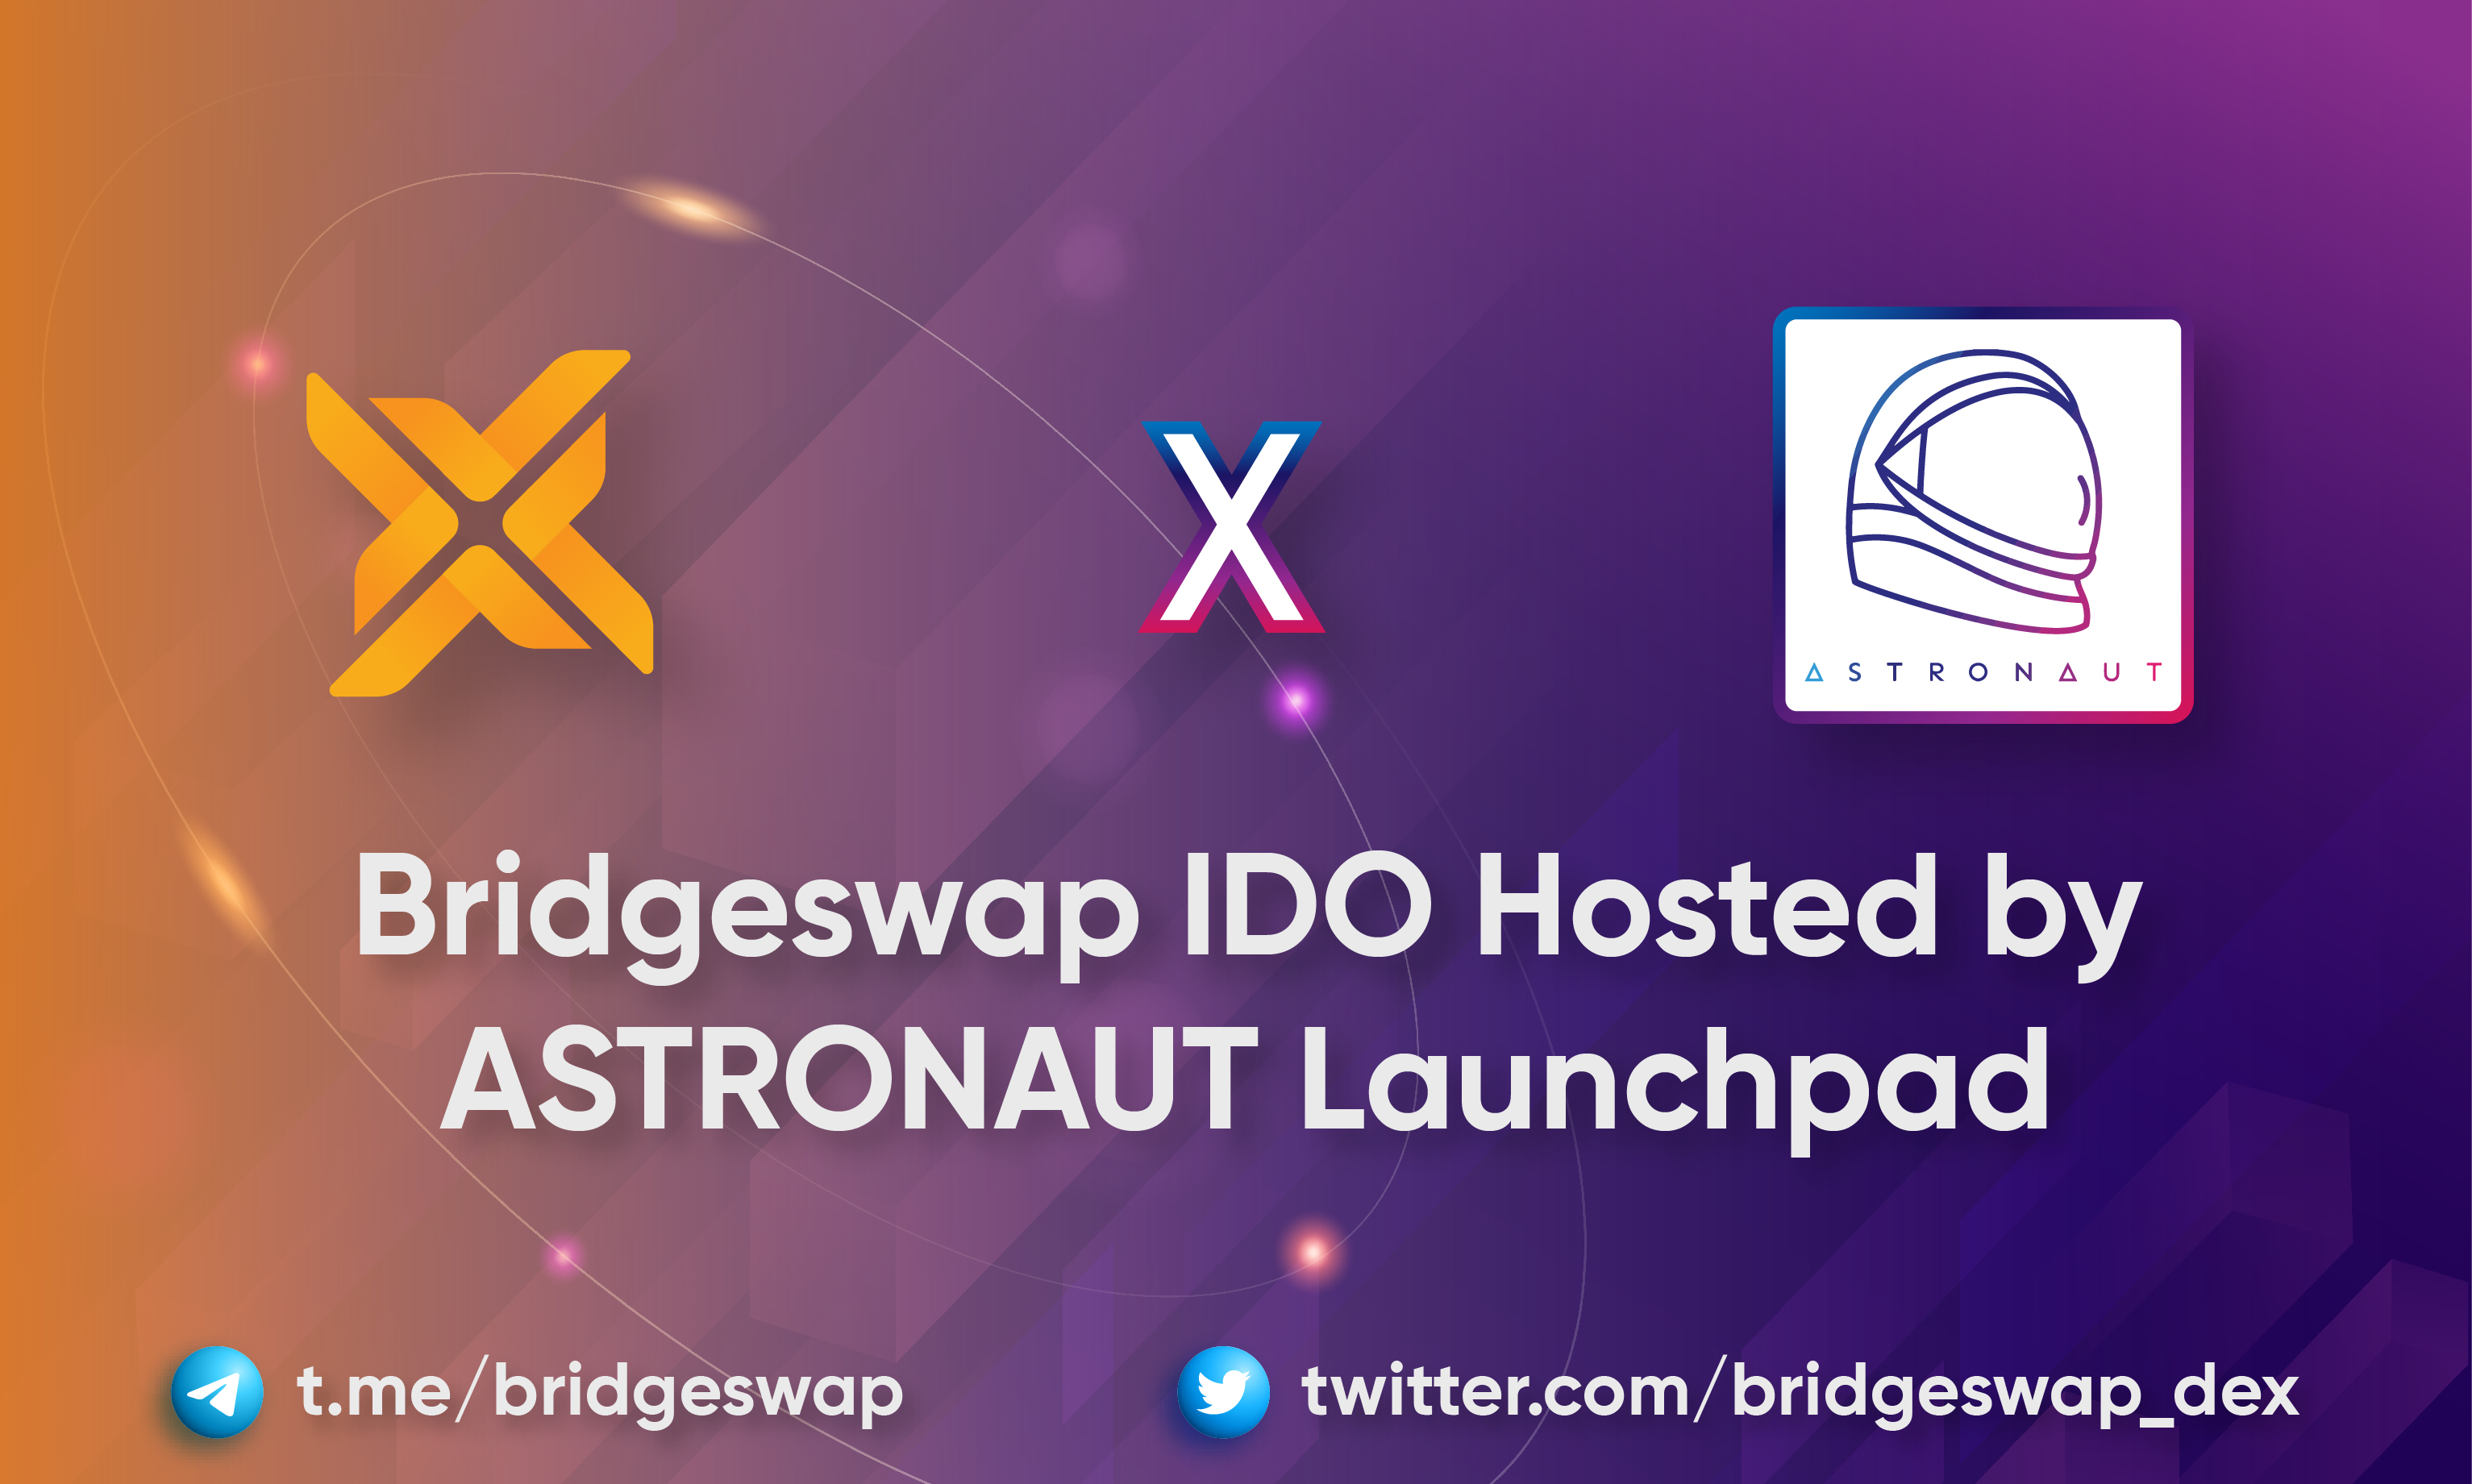 X
ASTRONAUT
Bridgeswap IDO Hosted by
ASTRONAUT Launchpad
t.me/bridgeswap
twitter.com/bridgeswap_dex